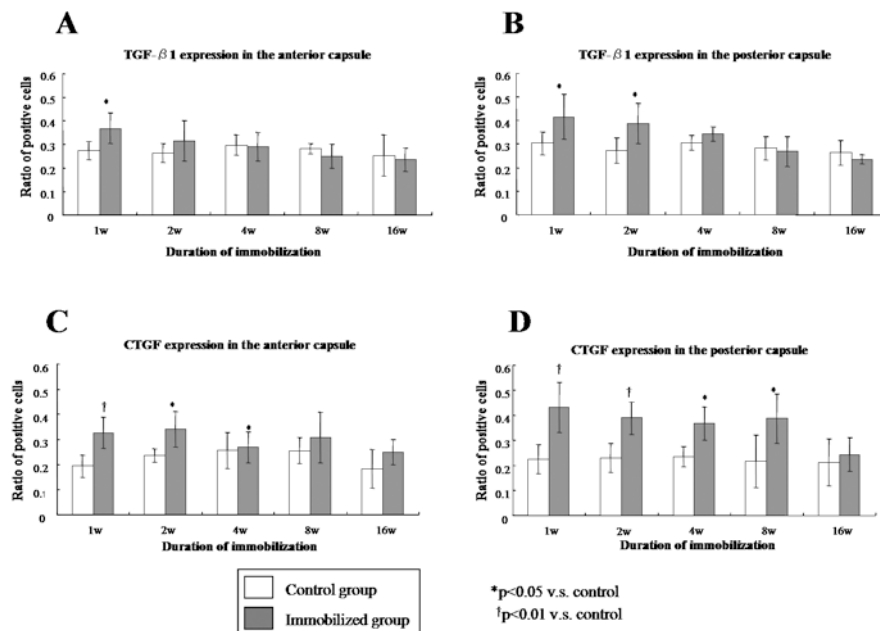 A
TGF-β1 expression in the anterior capsule
Ratio of positive cells
0.6
0.5
0.4
0.3
0.2
0.1
0
*
1w 2w 4w 8w 16w
Duration of immobilization
B
TGF-β1 expression in the posterior capsule
Ratio of positive cells
0.6
0.5
0.4
0.3
0.2
0.1
0
* *
1w 2w 4w 8w 16w
Duration of immobilization
C
CTGF expression in the anterior capsule
Ratio of positive cells
0.6
0.5
0.4
0.3
0.2
0.1
0
† * *
1w 2w 4w 8w 16w
Duration of immobilization
D
CTGF expression in the posterior capsule
Ratio of positive cells
0.6
0.5
0.4
0.3
0.2
0.1
0
† † * *
1w 2w 4w 8w 16w
Duration of immobilization
Control group
Immobilized group
*p<0.05 v.s. control
†p<0.01 v.s. control